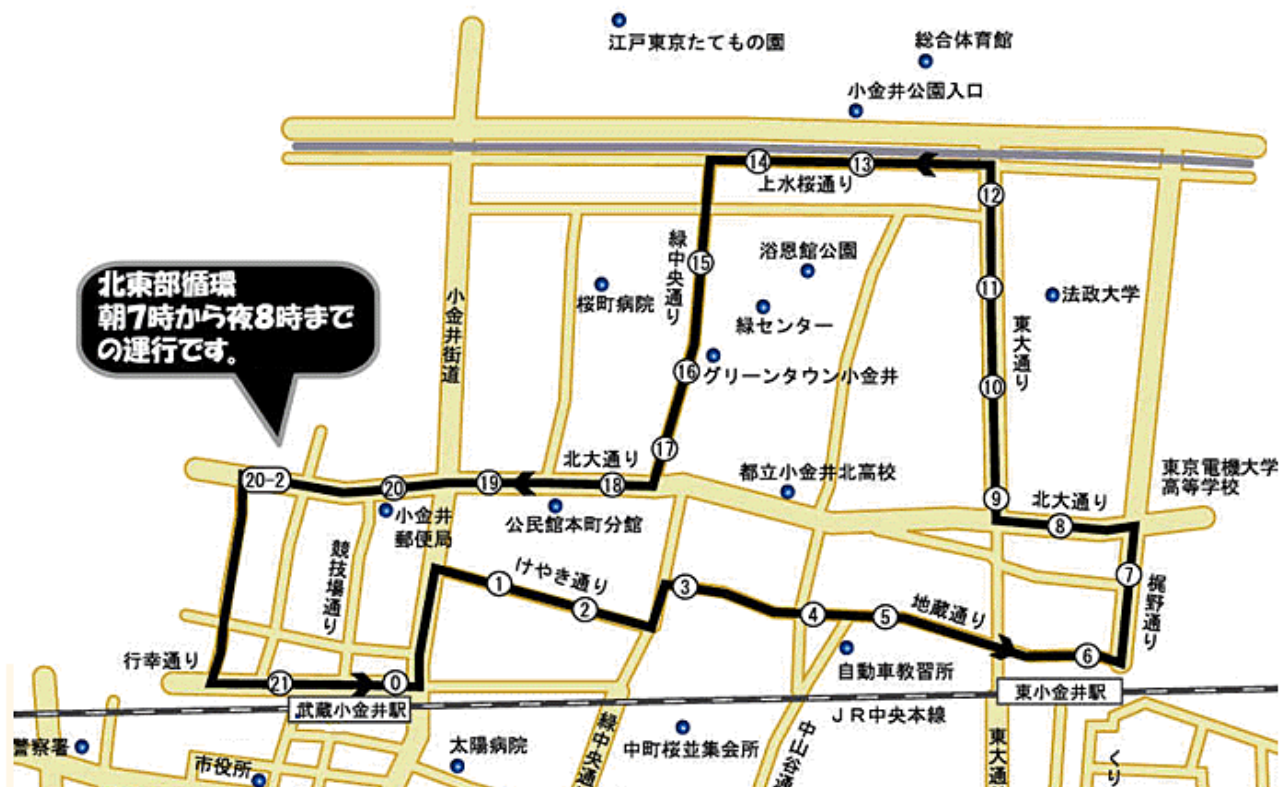 江戸東京たてもの園
総合体育館
小金井公園入口
14
13
上水桜通り
12
緑中央通り
15
浴恩館公園
北東部循環
朝7時から夜8時まで
の運行です。
桜町病院
緑センター
11
法政大学
小金井街道
東大通り
16
グリーンタウン小金井
10
17
北大通り
都立小金井北高校
東京電機大学
高等学校
20-2
20
19
18
9
北大通り
小金井
郵便局
公民館本町分館
8
競技場通り
けやき通り
1
2
3
7
梶野通り
4
5
地蔵通り
6
行幸通り
自動車教習所
21
0
武蔵小金井駅
東小金井駅
JR中央本線
警察署
市役所
太陽病院
緑中央通
中町桜並集会所
中山谷通
東大通
くり